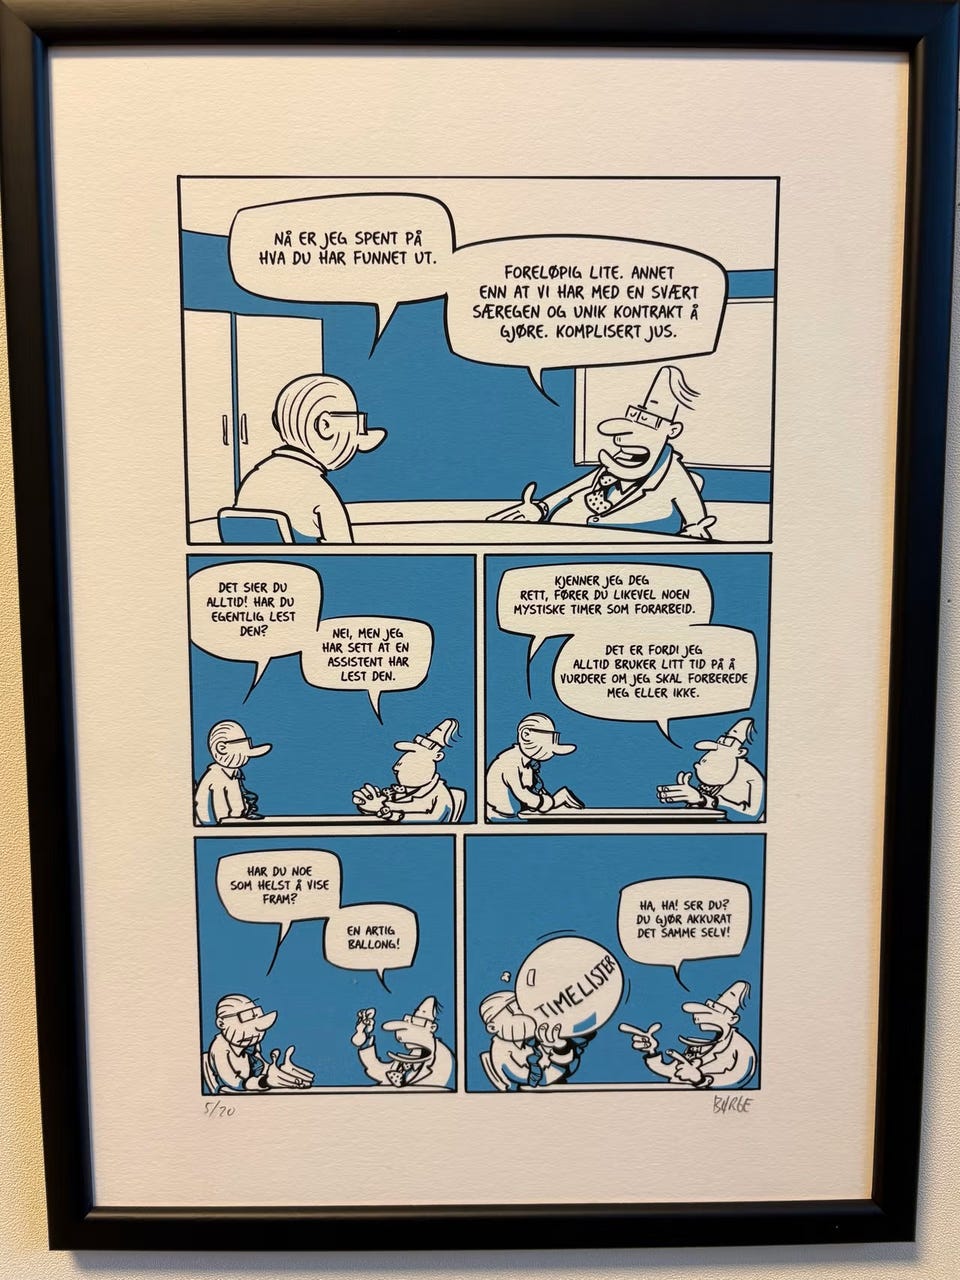 NÅ ER JEG SPENT PÅ
HVA DU HAR FUNNET UT.
FORELØPIG LITE. ANNET
ENN AT VI HAR MED EN SVÆRT
SÆREGEN OG UNIK KONTRAKT Å
GJØRE. KOMPLISERT JUS.
DET SIER DU
ALLTID! HAR DU
EGENTLIG LEST
DEN?
NEI, MEN JEG
HAR SETT AT EN
ASSISTENT HAR
LEST DEN.
KJENNER JEG DEG
RETT, FØRER DU LIKEVEL NOEN
MYSTISKE TIMER SOM FORARBEID.
DET ER FORDI JEG
ALLTID BRUKER LITT TID PÅ Å
VURDERE OM JEG SKAL FORBEREDE
MEG ELLER IKKE.
HAR DU NOE
SOM HELST Å VISE
FRAM?
EN ARTIG
BALLONG!
TIMELISTER
HA, HA! SER DU?
DU GJØR AKKURAT
DET SAMME SELV!
5/20